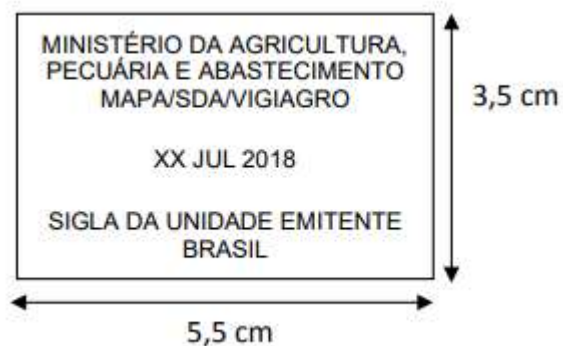 MINISTÉRIO DA AGRICULTURA,
PECUÁRIA E ABASTECIMENTO
MAPA/SDA/VIGIAGRO
3,5 cm
XX JUL 2018
SIGLA DA UNIDADE EMITENTE
BRASIL
5,5 cm